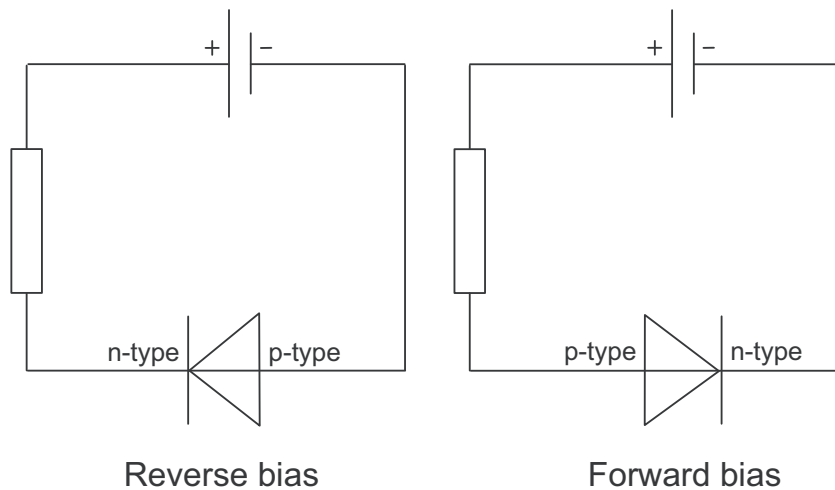 + −
+ −
n-type p-type
p-type n-type
Reverse bias
Forward bias